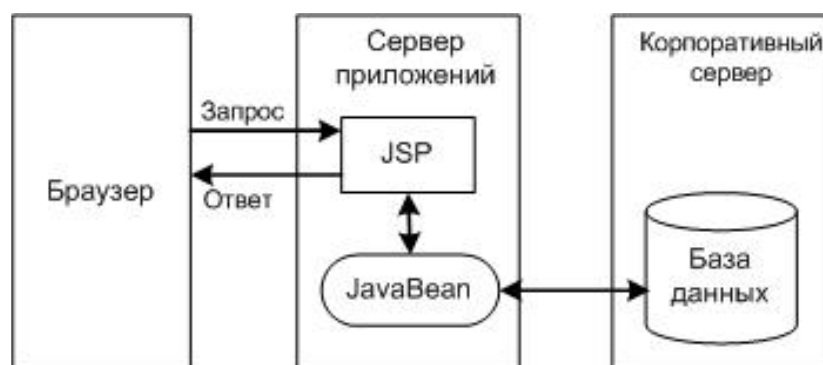 Браузер
Запрос
Ответ
Сервер
приложений
JSP
JavaBean
Корпоративный
сервер
База
данных